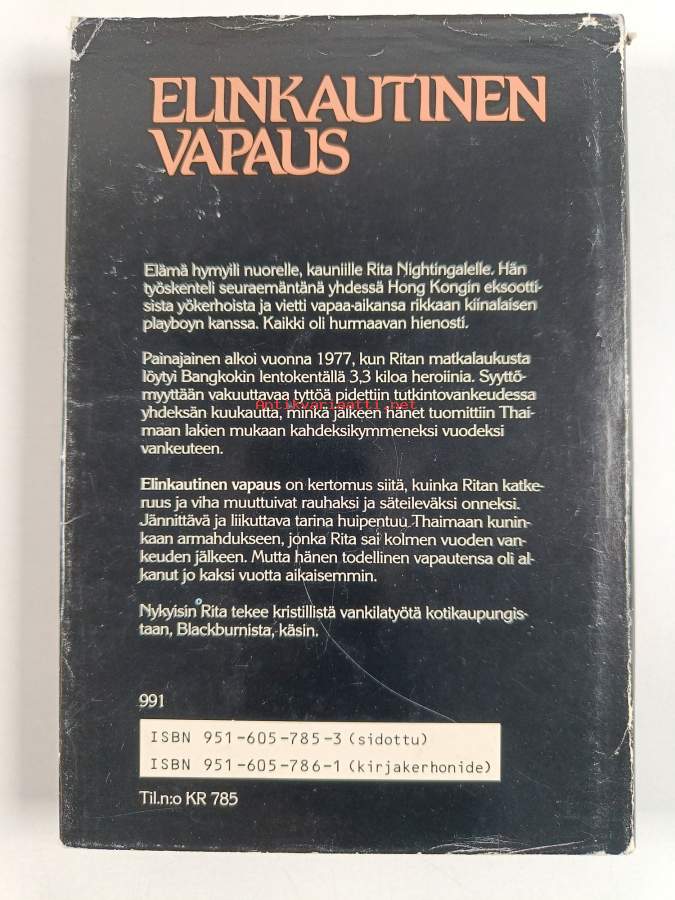 ELINKAUTINEN
VAPAUS
Elämä hymyili nuorelle, kauniille Rita Nightingalelle. Hän
työskenteli seuraemäntänä yhdessä Hong Kongin eksootti-
sista yökerhoista ja vietti vapaa-aikansa rikkaan kiinalaisen
playboyn kanssa. Kaikki oli hurmaavan hienosti.
Painajainen alkoi vuonna 1977, kun Ritan matkalaukusta
löytyi Bangkokin lentokentällä 3,3 kiloa heroiinia. Syyttö-
myyttään vakuuttavaa tyttöä pidettiin tutkintovankeudessa
Antikvariaatti.net
yhdeksän kuukautta, minkä jälkeen hänet tuomittiin Thai-
maan lakien mukaan kahdeksikymmeneksi vuodeksi
vankeuteen.
Elinkautinen vapaus on kertomus siitä, kuinka Ritan katke-
ruus ja viha muuttuivat rauhaksi ja säteileväksi onneksi.
Jännittävä ja liikuttava tarina huipentuu Thaimaan kunin-
kaan armahdukseen, jonka Rita sai kolmen vuoden van-
keuden jälkeen. Mutta hänen todellinen vapautensa oli al-
kanut jo kaksi vuotta aikaisemmin.
Nykyisin Rita tekee kristillistä vankilatyötä kotikaupungis-
taan, Blackburnista, käsin.
991
ISBN 951-605-785-3 (sidottu)
ISBN 951-605-786-1 (kirjakerhonide)
Til.n:o KR 785